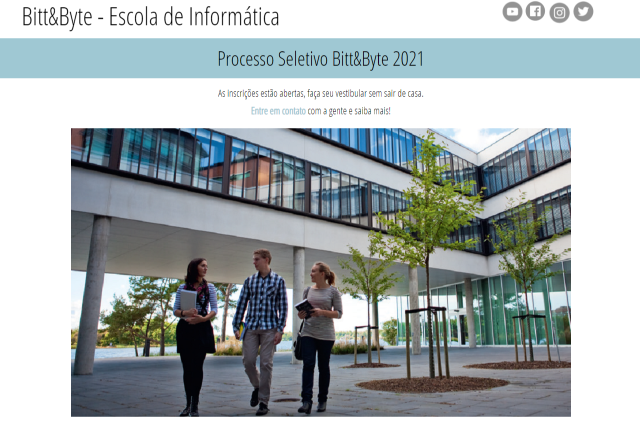 Bitt&Byte - Escola de Informática
Processo Seletivo Bitt&Byte 2021
As inscrições estão abertas, faça seu vestibular sem sair de casa.
Entre em contato com a gente e saiba mais!